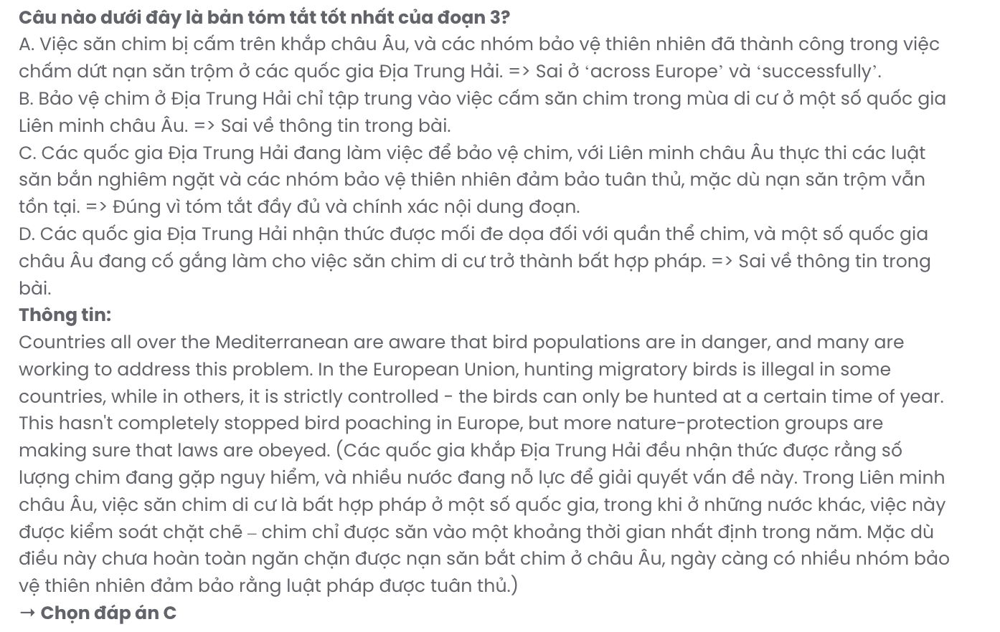 Câu nào dưới đây là bản tóm tắt tốt nhất của đoạn 3?
A. Việc săn chim bị cấm trên khắp châu Âu, và các nhóm bảo vệ thiên nhiên đã thành công trong việc
chấm dứt nạn săn trộm ở các quốc gia Địa Trung Hải. => Sai ở ‘across Europe’ và ‘successfully’.
B. Bảo vệ chim ở Địa Trung Hải chỉ tập trung vào việc cấm săn chim trong mùa di cư ở một số quốc gia
Liên minh châu Âu. => Sai về thông tin trong bài.
C. Các quốc gia Địa Trung Hải đang làm việc để bảo vệ chim, với Liên minh châu Âu thực thi các luật
săn bắn nghiêm ngặt và các nhóm bảo vệ thiên nhiên đảm bảo tuân thủ, mặc dù nạn săn trộm vẫn
tồn tại. => Đúng vì tóm tắt đầy đủ và chính xác nội dung đoạn.
D. Các quốc gia Địa Trung Hải nhận thức được mối đe dọa đối với quần thể chim, và một số quốc gia
châu Âu đang cố gắng làm cho việc săn chim di cư trở thành bất hợp pháp. => Sai về thông tin trong
bài.
Thông tin:
Countries all over the Mediterranean are aware that bird populations are in danger, and many are
working to address this problem. In the European Union, hunting migratory birds is illegal in some
countries, while in others, it is strictly controlled - the birds can only be hunted at a certain time of year.
This hasn't completely stopped bird poaching in Europe, but more nature-protection groups are
making sure that laws are obeyed. (Các quốc gia khắp Địa Trung Hải đều nhận thức được rằng số
lượng chim đang gặp nguy hiểm, và nhiều nước đang nỗ lực để giải quyết vấn đề này. Trong Liên minh
châu Âu, việc săn chim di cư là bất hợp pháp ở một số quốc gia, trong khi ở những nước khác, việc này
được kiểm soát chặt chẽ – chim chỉ được săn vào một khoảng thời gian nhất định trong năm. Mặc dù
điều này chưa hoàn toàn ngăn chặn được nạn săn bắt chim ở châu Âu, ngày càng có nhiều nhóm bảo
vệ thiên nhiên đảm bảo rằng luật pháp được tuân thủ.)
→ Chọn đáp án C